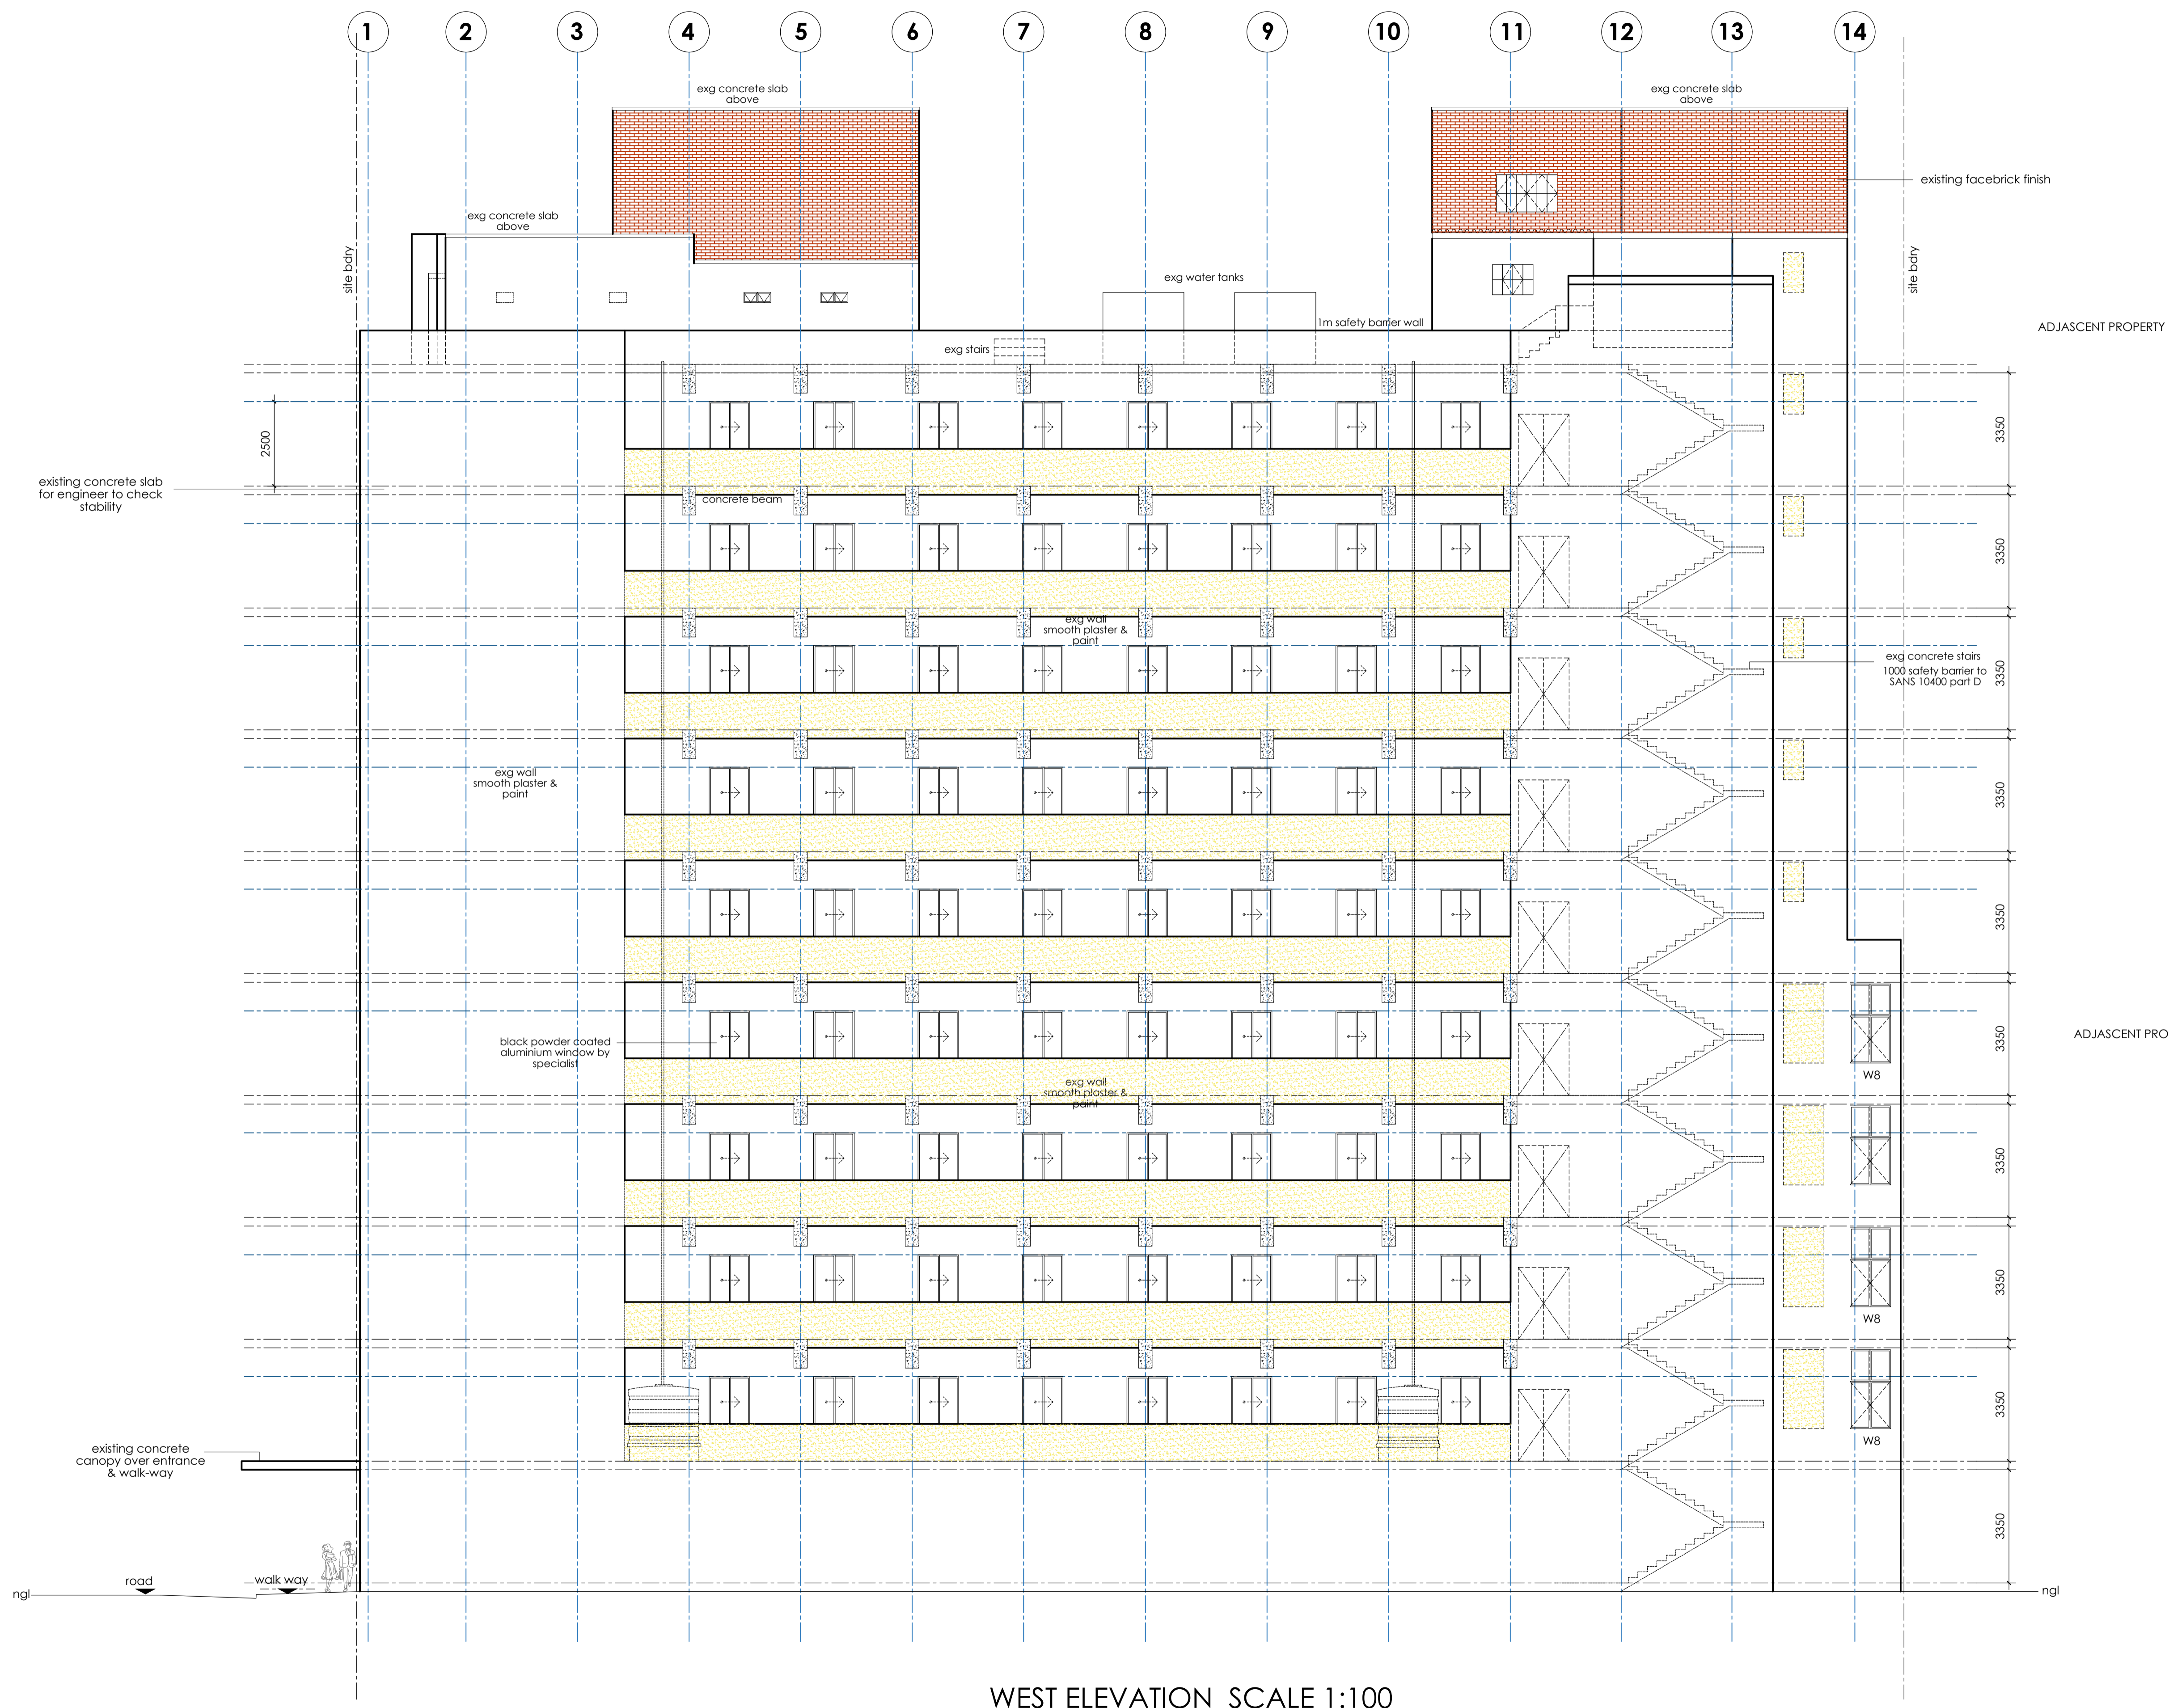 1 2 3 4 5 6 7 8 9 10 11 12 13 14
exg concrete slab
above
exg concrete slab
above
existing facebrick finish
exg concrete slab
above
site bdry
site bdry
exg water tanks
1m safety barrier wall
ADJASCENT PROPERTY
exg stairs
2500
3350
existing concrete slab
for engineer to check
stability
concrete beam
3350
exg wall
smooth plaster &
paint
exg concrete stairs
1000 safety barrier to
SANS 10400 part D
3350
exg wall
smooth plaster &
paint
3350
3350
black powder coated
aluminium window by
specialist
3350
ADJASCENT PRO
W8
exg wall
smooth plaster &
paint
3350
3350
W8
3350
W8
existing concrete
canopy over entrance
& walk-way
3350
road
walk way
ngl
ngl
WEST ELEVATION SCALE 1:100